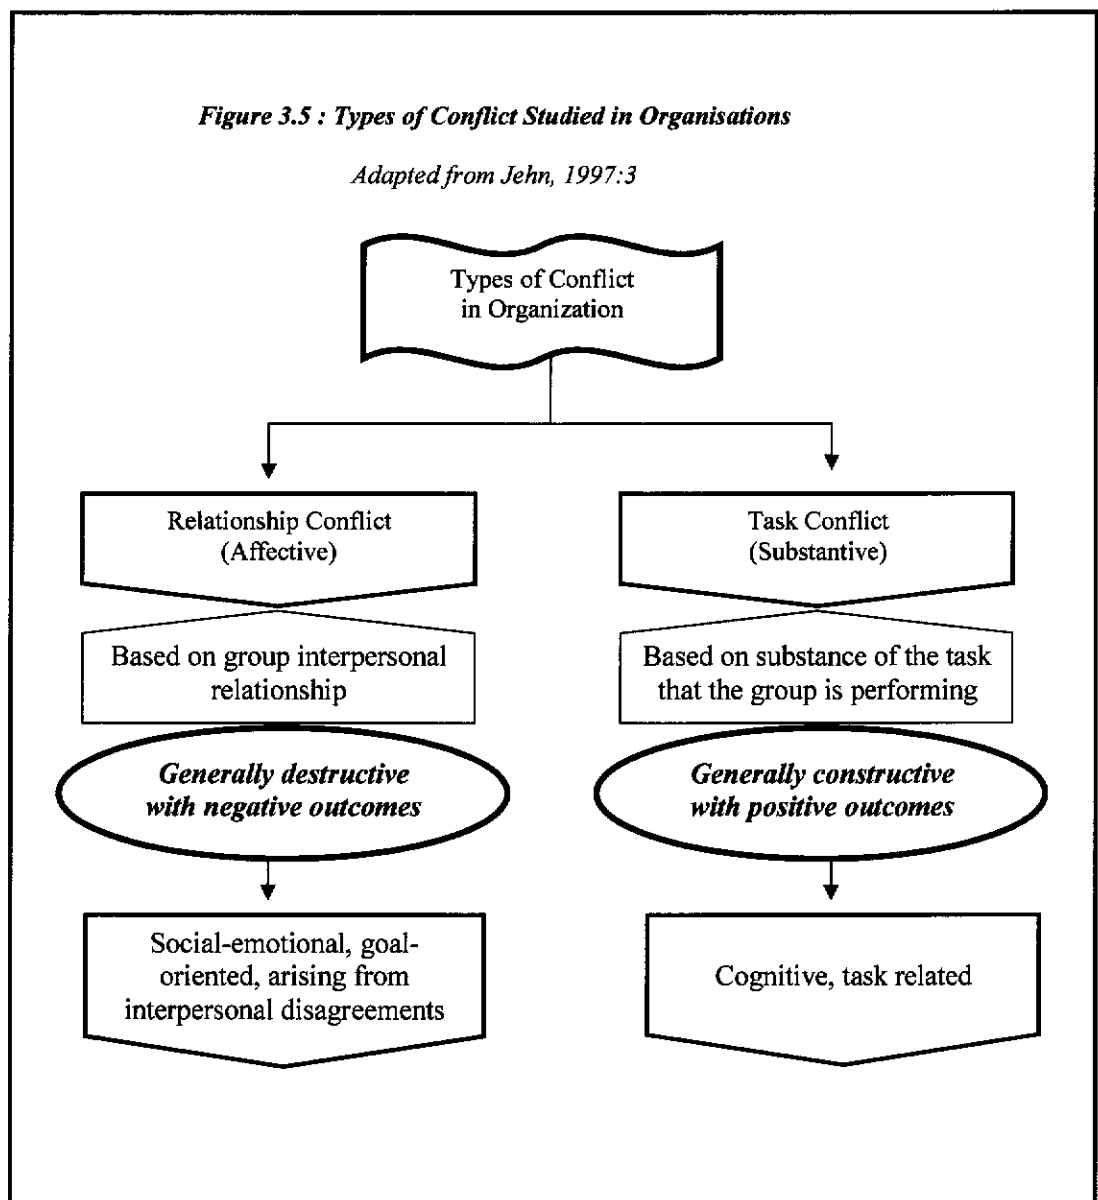 Figure 3.5 : Types of Conflict Studied in Organisations
Adapted from Jehn, 1997:3
Types of Conflict
in Organization
Relationship Conflict
(Affective)
Based on group interpersonal
relationship
Generally destructive
with negative outcomes
Social-emotional, goal-
oriented, arising from
interpersonal disagreements
Task Conflict
(Substantive)
Based on substance of the task
that the group is performing
Generally constructive
with positive outcomes
Cognitive, task related